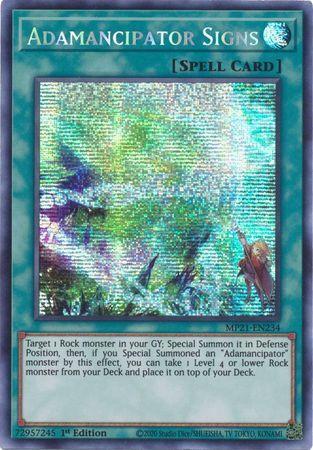 ADAMANCIPATOR SIGNS
[SPELL CARD]
MP21-EN234
Target 1 Rock monster in your GY; Special Summon it in Defense
Position, then, if you Special Summoned an "Adamancipator"
monster by this effect, you can take 1 Level 4 or lower Rock
monster from your Deck and place it on top of your Deck.
72957245 1st Edition ©2020 Studio Dice/SHUEISHA, TV TOKYO, KONAMI